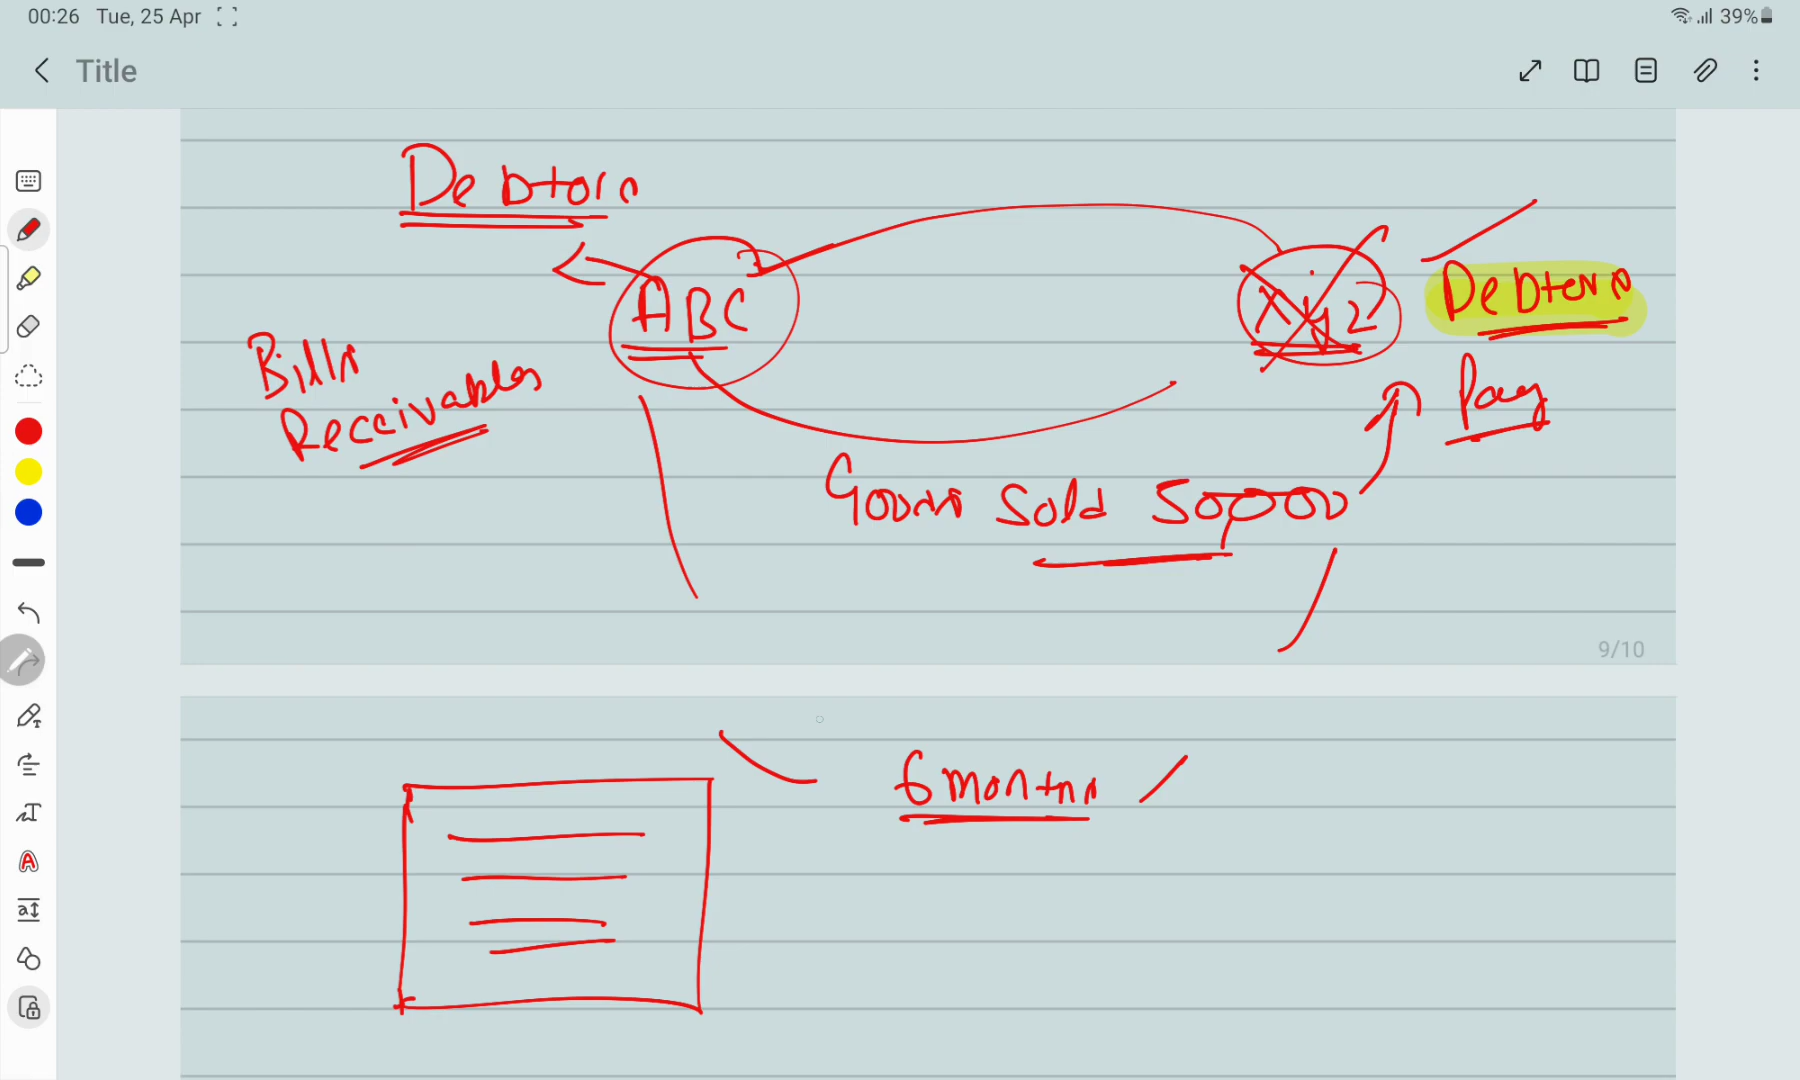 00:26 Tue, 25 Apr
39%
Title
Debtors
ABC
xyz
Debtors
Bills
Receivables
Pay
Goods Sold 50000
9/10
6 months